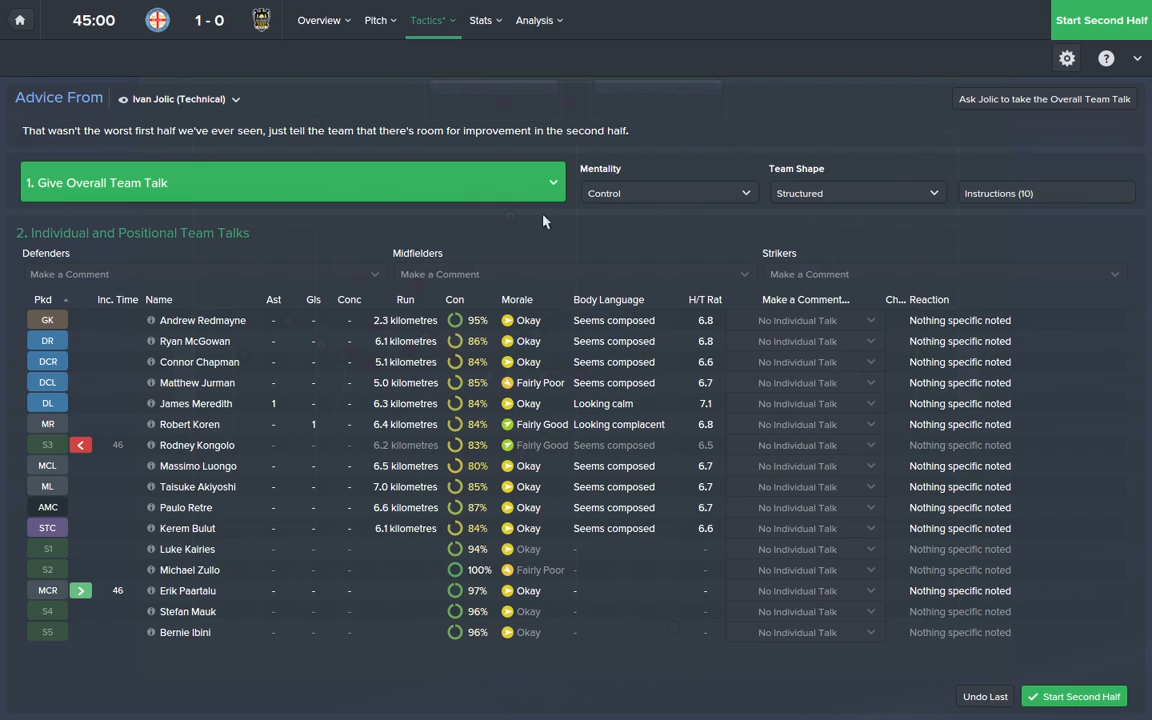 45:00 1 - 0 Overview Pitch Tactics* Stats Analysis Start Second Half
Advice From Ivan Jolic (Technical) Ask Jolic to take the Overall Team Talk
That wasn't the worst first half we've ever seen, just tell the team that there's room for improvement in the second half.
Mentality Team Shape
1. Give Overall Team Talk Control Structured Instructions (10)
2. Individual and Positional Team Talks
Defenders Midfielders Strikers
Make a Comment Make a Comment Make a Comment
Pkd Inc. Time Name Ast Gls Conc Run Con Morale Body Language H/T Rat Make a Comment... Ch... Reaction
GK Andrew Redmayne - - - 2.3 kilometres 95% Okay Seems composed 6.8 No Individual Talk Nothing specific noted
DR Ryan McGowan - - - 6.1 kilometres 86% Okay Seems composed 6.8 No Individual Talk Nothing specific noted
DCR Connor Chapman - - - 5.1 kilometres 84% Okay Seems composed 6.6 No Individual Talk Nothing specific noted
DCL Matthew Jurman - - - 5.0 kilometres 85% Fairly Poor Seems composed 6.7 No Individual Talk Nothing specific noted
DL James Meredith 1 - - 6.3 kilometres 84% Okay Looking calm 7.1 No Individual Talk Nothing specific noted
MR Robert Koren - 1 - 6.4 kilometres 84% Fairly Good Looking complacent 6.8 No Individual Talk Nothing specific noted
S3 46 Rodney Kongolo - - - 6.2 kilometres 83% Fairly Good Seems composed 6.5 No Individual Talk Nothing specific noted
MCL Massimo Luongo - - - 6.5 kilometres 80% Okay Seems composed 6.7 No Individual Talk Nothing specific noted
ML Taisuke Akiyoshi - - - 7.0 kilometres 85% Okay Seems composed 6.7 No Individual Talk Nothing specific noted
AMC Paulo Retre - - - 6.6 kilometres 87% Okay Seems composed 6.7 No Individual Talk Nothing specific noted
STC Kerem Bulut - - - 6.1 kilometres 84% Okay Seems composed 6.6 No Individual Talk Nothing specific noted
S1 Luke Kairies - - - 94% Okay - - No Individual Talk Nothing specific noted
S2 Michael Zullo - - - 100% Fairly Poor - - No Individual Talk Nothing specific noted
MCR 46 Erik Paartalu - - - 97% Okay - - No Individual Talk Nothing specific noted
S4 Stefan Mauk - - - 96% Okay - - No Individual Talk Nothing specific noted
S5 Bernie Ibini - - - 96% Okay - - No Individual Talk Nothing specific noted
Undo Last Start Second Half